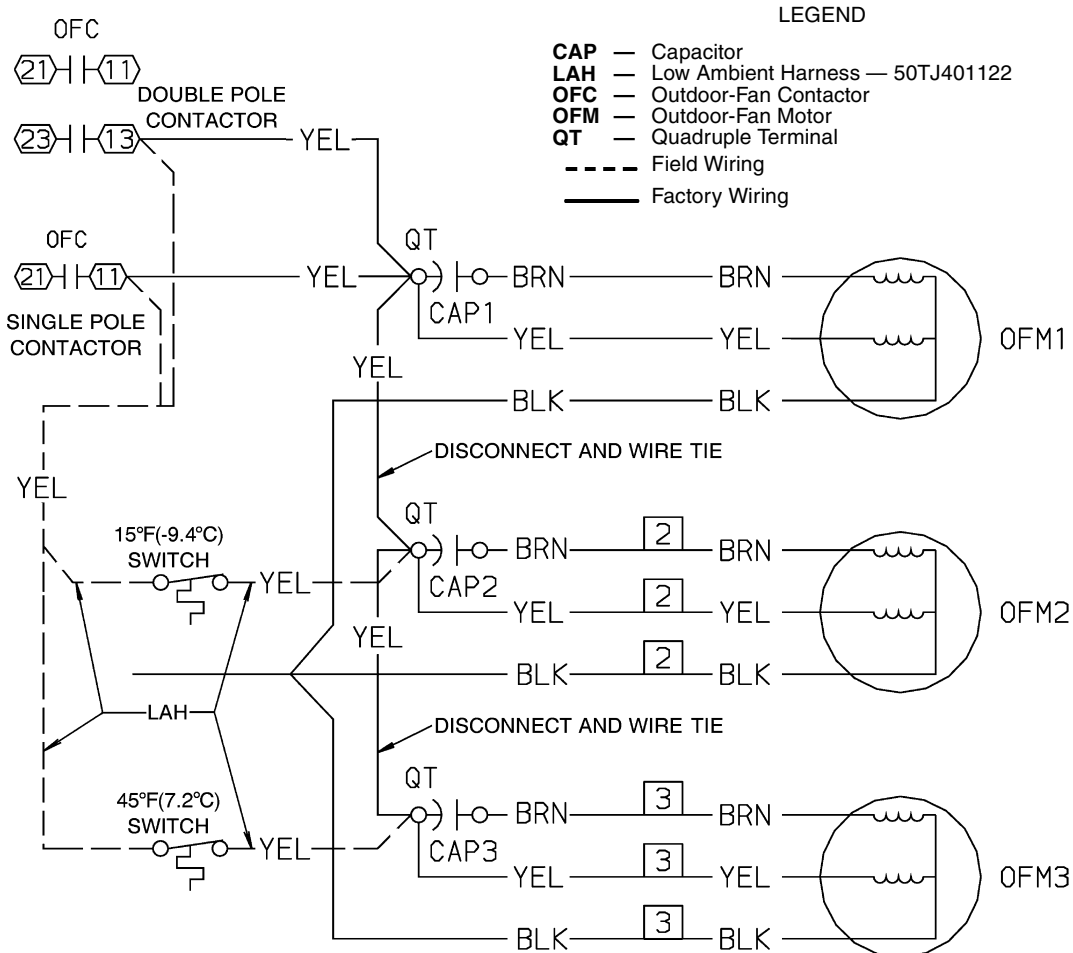 LEGEND
CAP — Capacitor
LAH — Low Ambient Harness — 50TJ401122
OFC — Outdoor-Fan Contactor
OFM — Outdoor-Fan Motor
QT — Quadruple Terminal
Field Wiring
Factory Wiring
OFC
21 11
DOUBLE POLE
CONTACTOR
23 13 YEL
OFC
21 11 YEL
SINGLE POLE
CONTACTOR
QT
CAP1
BRN BRN
YEL YEL
BLK BLK
OFM1
YEL
DISCONNECT AND WIRE TIE
YEL
15°F(-9.4°C)
SWITCH
YEL
QT
CAP2
BRN 2 BRN
YEL 2 YEL
BLK 2 BLK
OFM2
YEL
LAH
DISCONNECT AND WIRE TIE
45°F(7.2°C)
SWITCH
YEL
QT
CAP3
BRN 3 BRN
YEL 3 YEL
BLK 3 BLK
OFM3